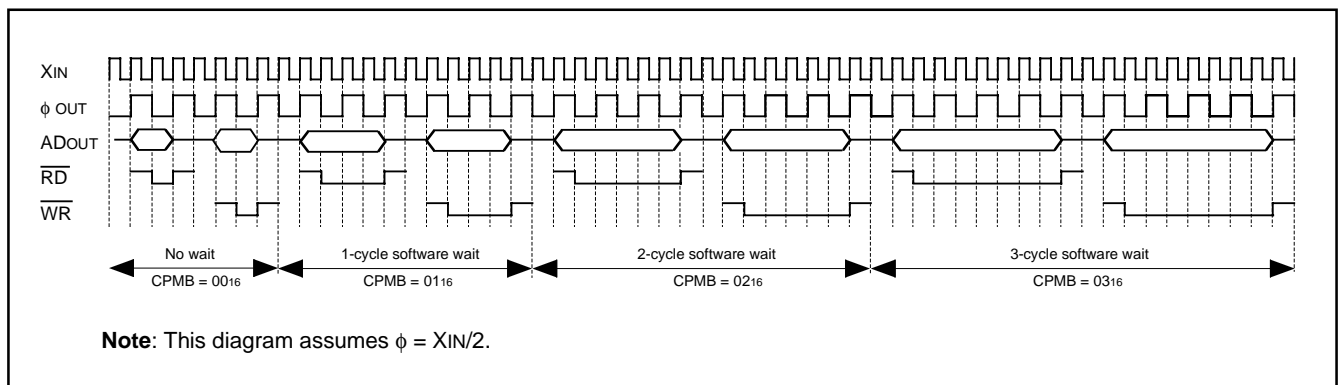 XIN
ϕ OUT
ADOUT
RD
WR
No wait
CPMB = 0016
1-cycle software wait
CPMB = 0116
2-cycle software wait
CPMB = 0216
3-cycle software wait
CPMB = 0316
Note: This diagram assumes ϕ = XIN/2.